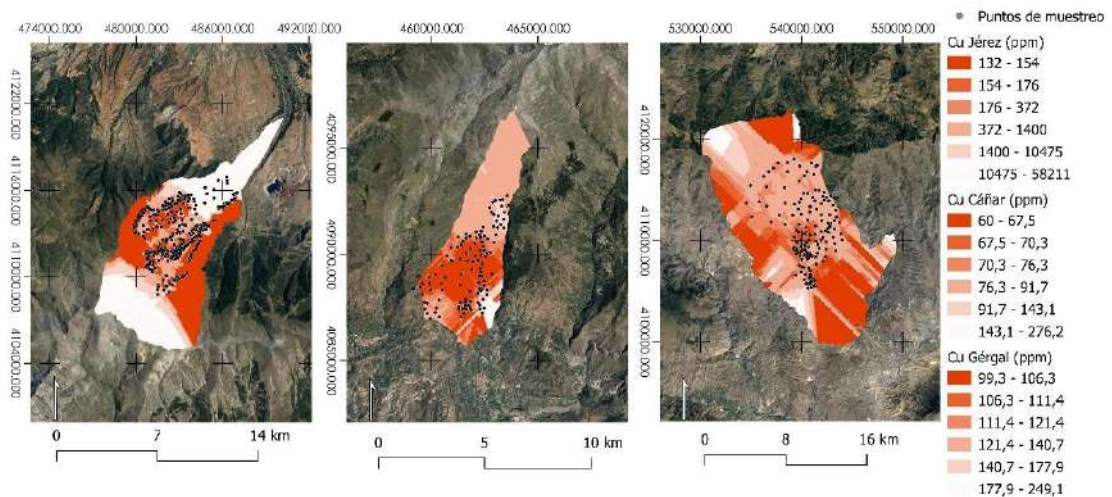 474000.000 480000.000 486000.000 492000.000
4122000.000
4116000.000
4110000.000
4104000.000
0 7 14 km
460000.000 465000.000
4095000.000
4090000.000
4085000.000
0 5 10 km
530000.000 540000.000 550000.000
4120000.000
4110000.000
4100000.000
0 8 16 km
Puntos de muestreo
Cu Jérez (ppm)
132 - 154
154 - 176
176 - 372
372 - 1400
1400 - 10475
10475 - 58211
Cu Cáñar (ppm)
60 - 67,5
67,5 - 70,3
70,3 - 76,3
76,3 - 91,7
91,7 - 143,1
143,1 - 276,2
Cu Gérgal (ppm)
99,3 - 106,3
106,3 - 111,4
111,4 - 121,4
121,4 - 140,7
140,7 - 177,9
177,9 - 249,1